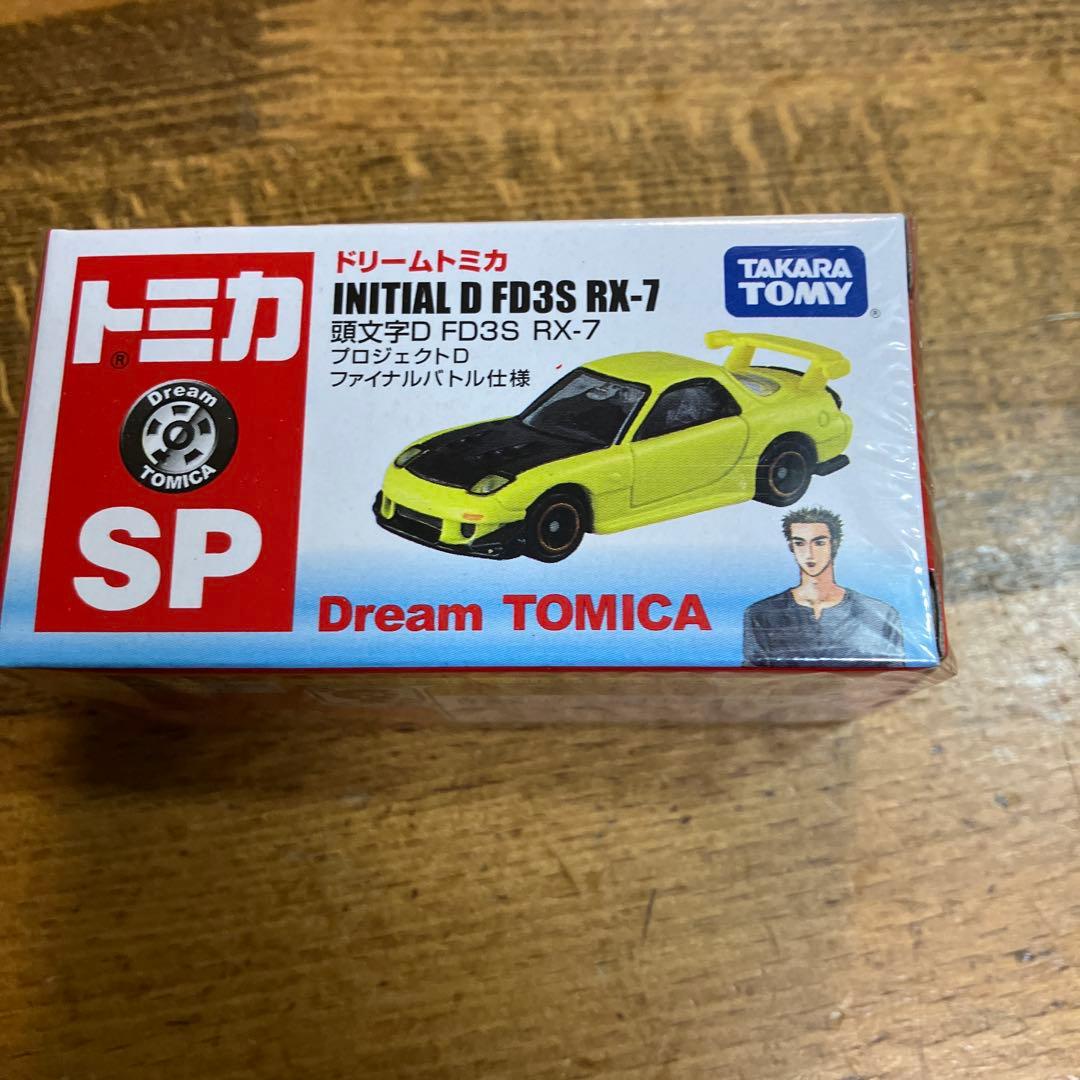 トミカ
®
Dream
TOMICA
SP
ドリームトミカ
INITIAL D FD3S RX-7
頭文字D FD3S RX-7
プロジェクトD
ファイナルバトル仕様
TAKARA
TOMY
®
Dream TOMICA